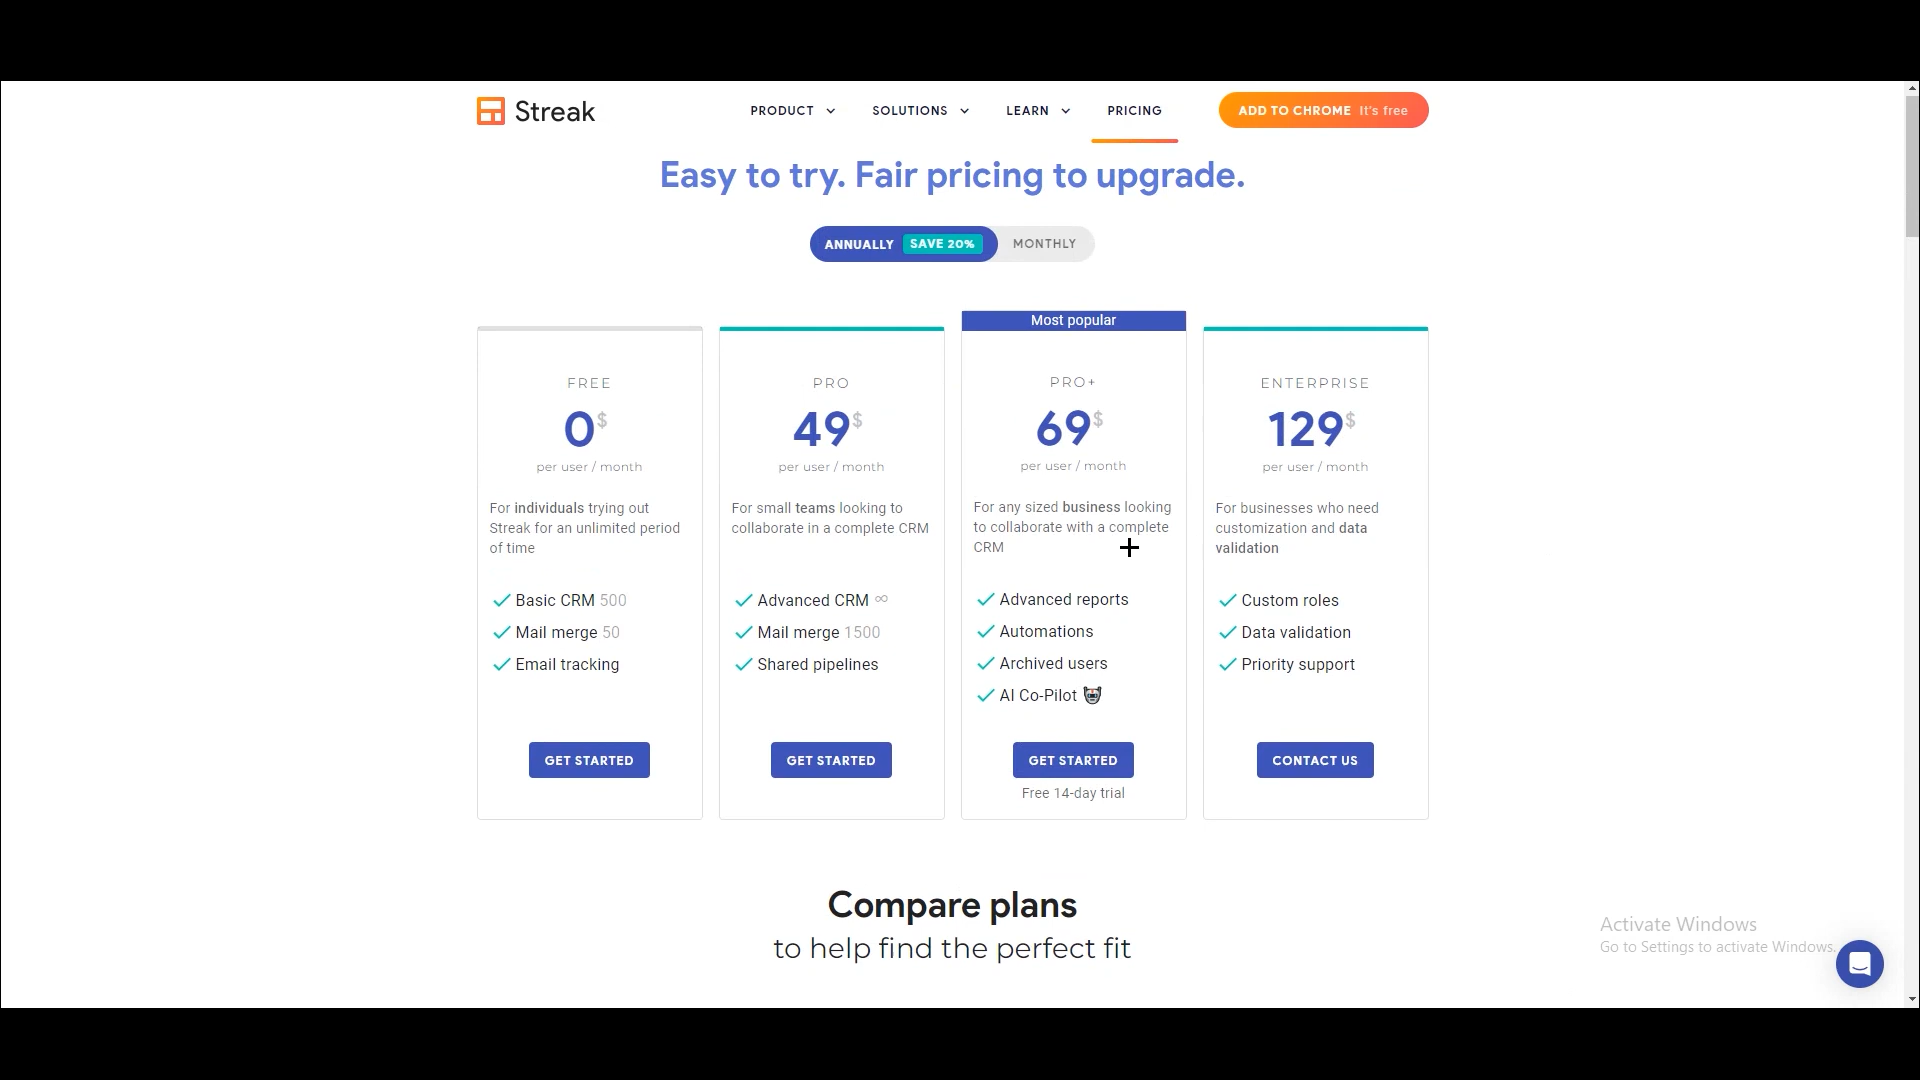 Streak
PRODUCT
SOLUTIONS
LEARN
PRICING
ADD TO CHROME It's free
Easy to try. Fair pricing to upgrade.
ANNUALLY SAVE 20% MONTHLY
FREE
0$
per user / month
For individuals trying out
Streak for an unlimited period
of time
Basic CRM 500
Mail merge 50
Email tracking
GET STARTED
PRO
49$
per user / month
For small teams looking to
collaborate in a complete CRM
Advanced CRM ∞
Mail merge 1500
Shared pipelines
GET STARTED
Most popular
PRO+
69$
per user / month
For any sized business looking
to collaborate with a complete
CRM
Advanced reports
Automations
Archived users
AI Co-Pilot
GET STARTED
Free 14-day trial
ENTERPRISE
129$
per user / month
For businesses who need
customization and data
validation
Custom roles
Data validation
Priority support
CONTACT US
Compare plans
to help find the perfect fit
Activate Windows
Go to Settings to activate Windows.